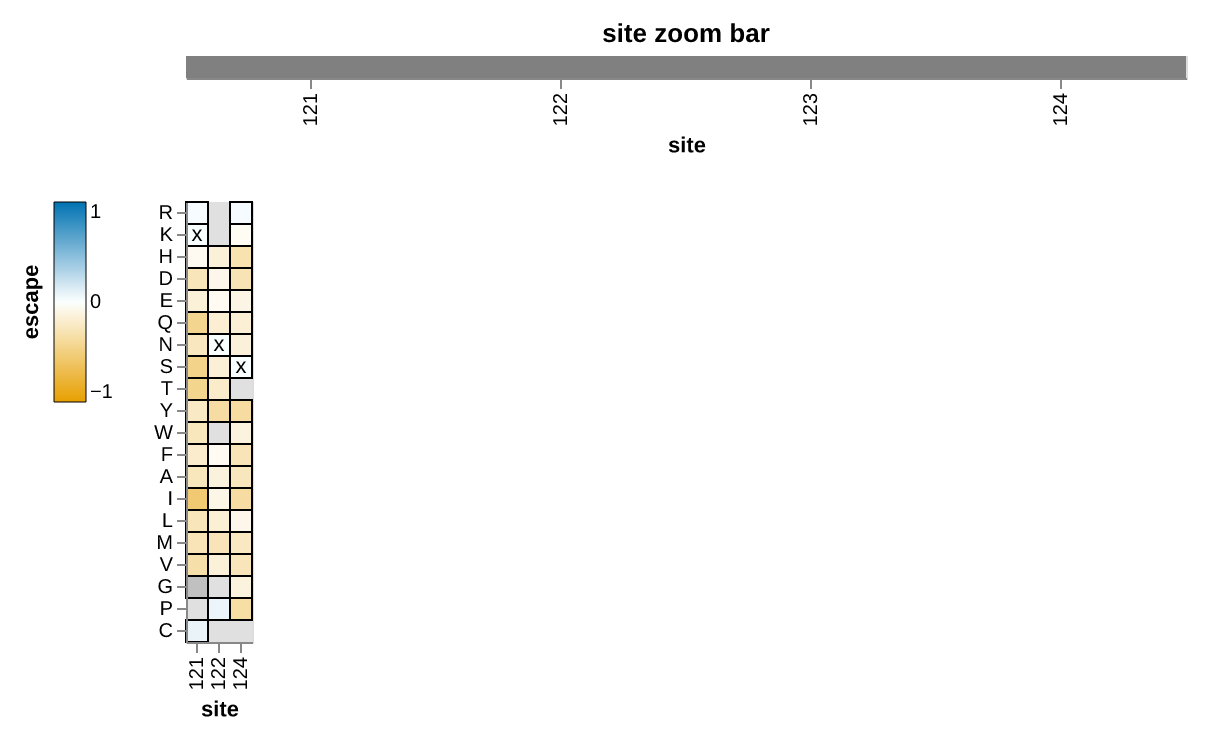 site zoom bar
121 122 123 124
site
escape
1
0
−1
R
K x
H
D
E
Q
N x
S x
T
Y
W
F
A
I
L
M
V
G
P
C
121 122 124
site